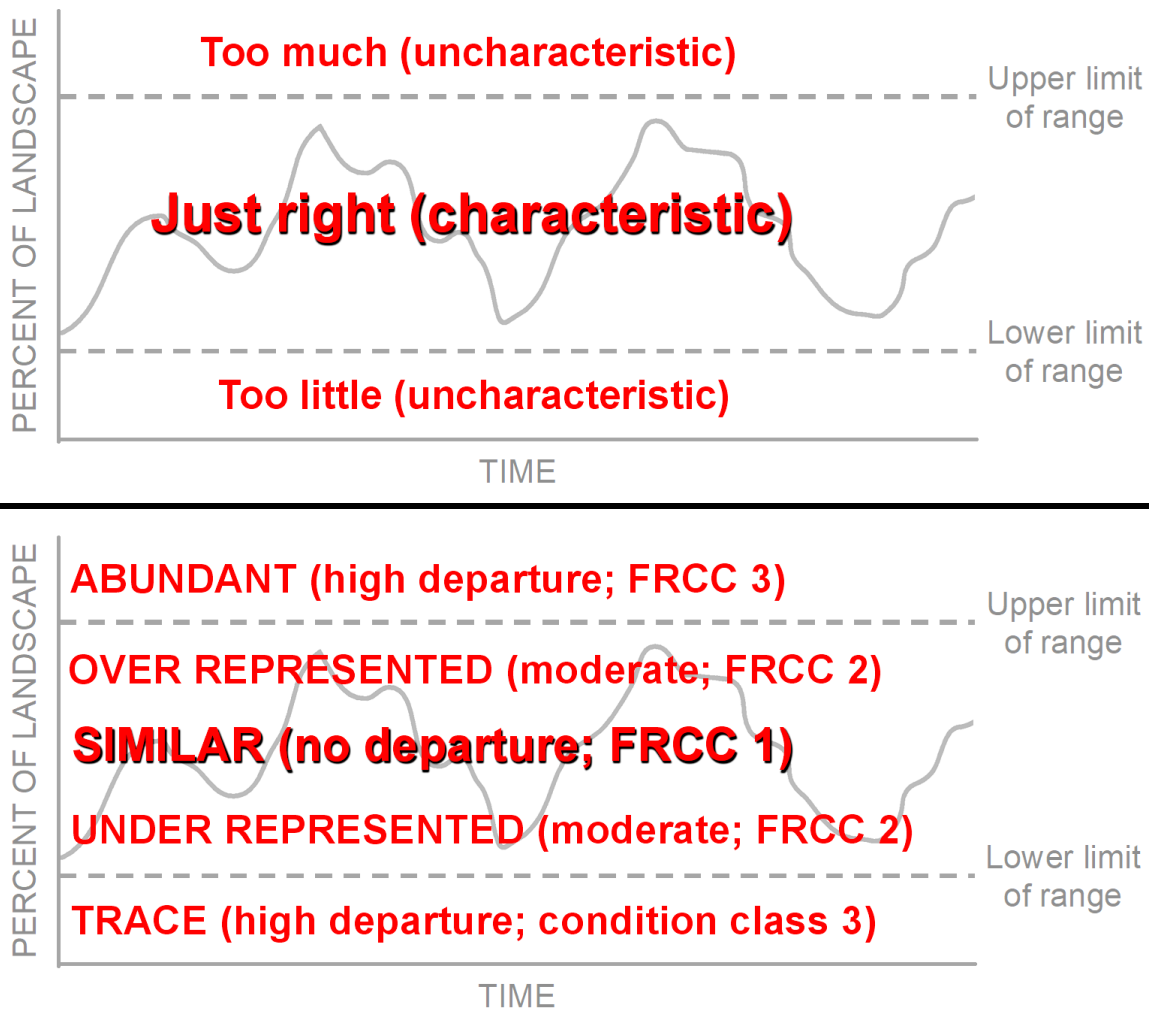 PERCENT OF LANDSCAPE
Too much (uncharacteristic)
Upper limit
of range
Just right (characteristic)
Lower limit
of range
Too little (uncharacteristic)
TIME
PERCENT OF LANDSCAPE
ABUNDANT (high departure; FRCC 3)
Upper limit
of range
OVER REPRESENTED (moderate; FRCC 2)
SIMILAR (no departure; FRCC 1)
UNDER REPRESENTED (moderate; FRCC 2)
Lower limit
of range
TRACE (high departure; condition class 3)
TIME